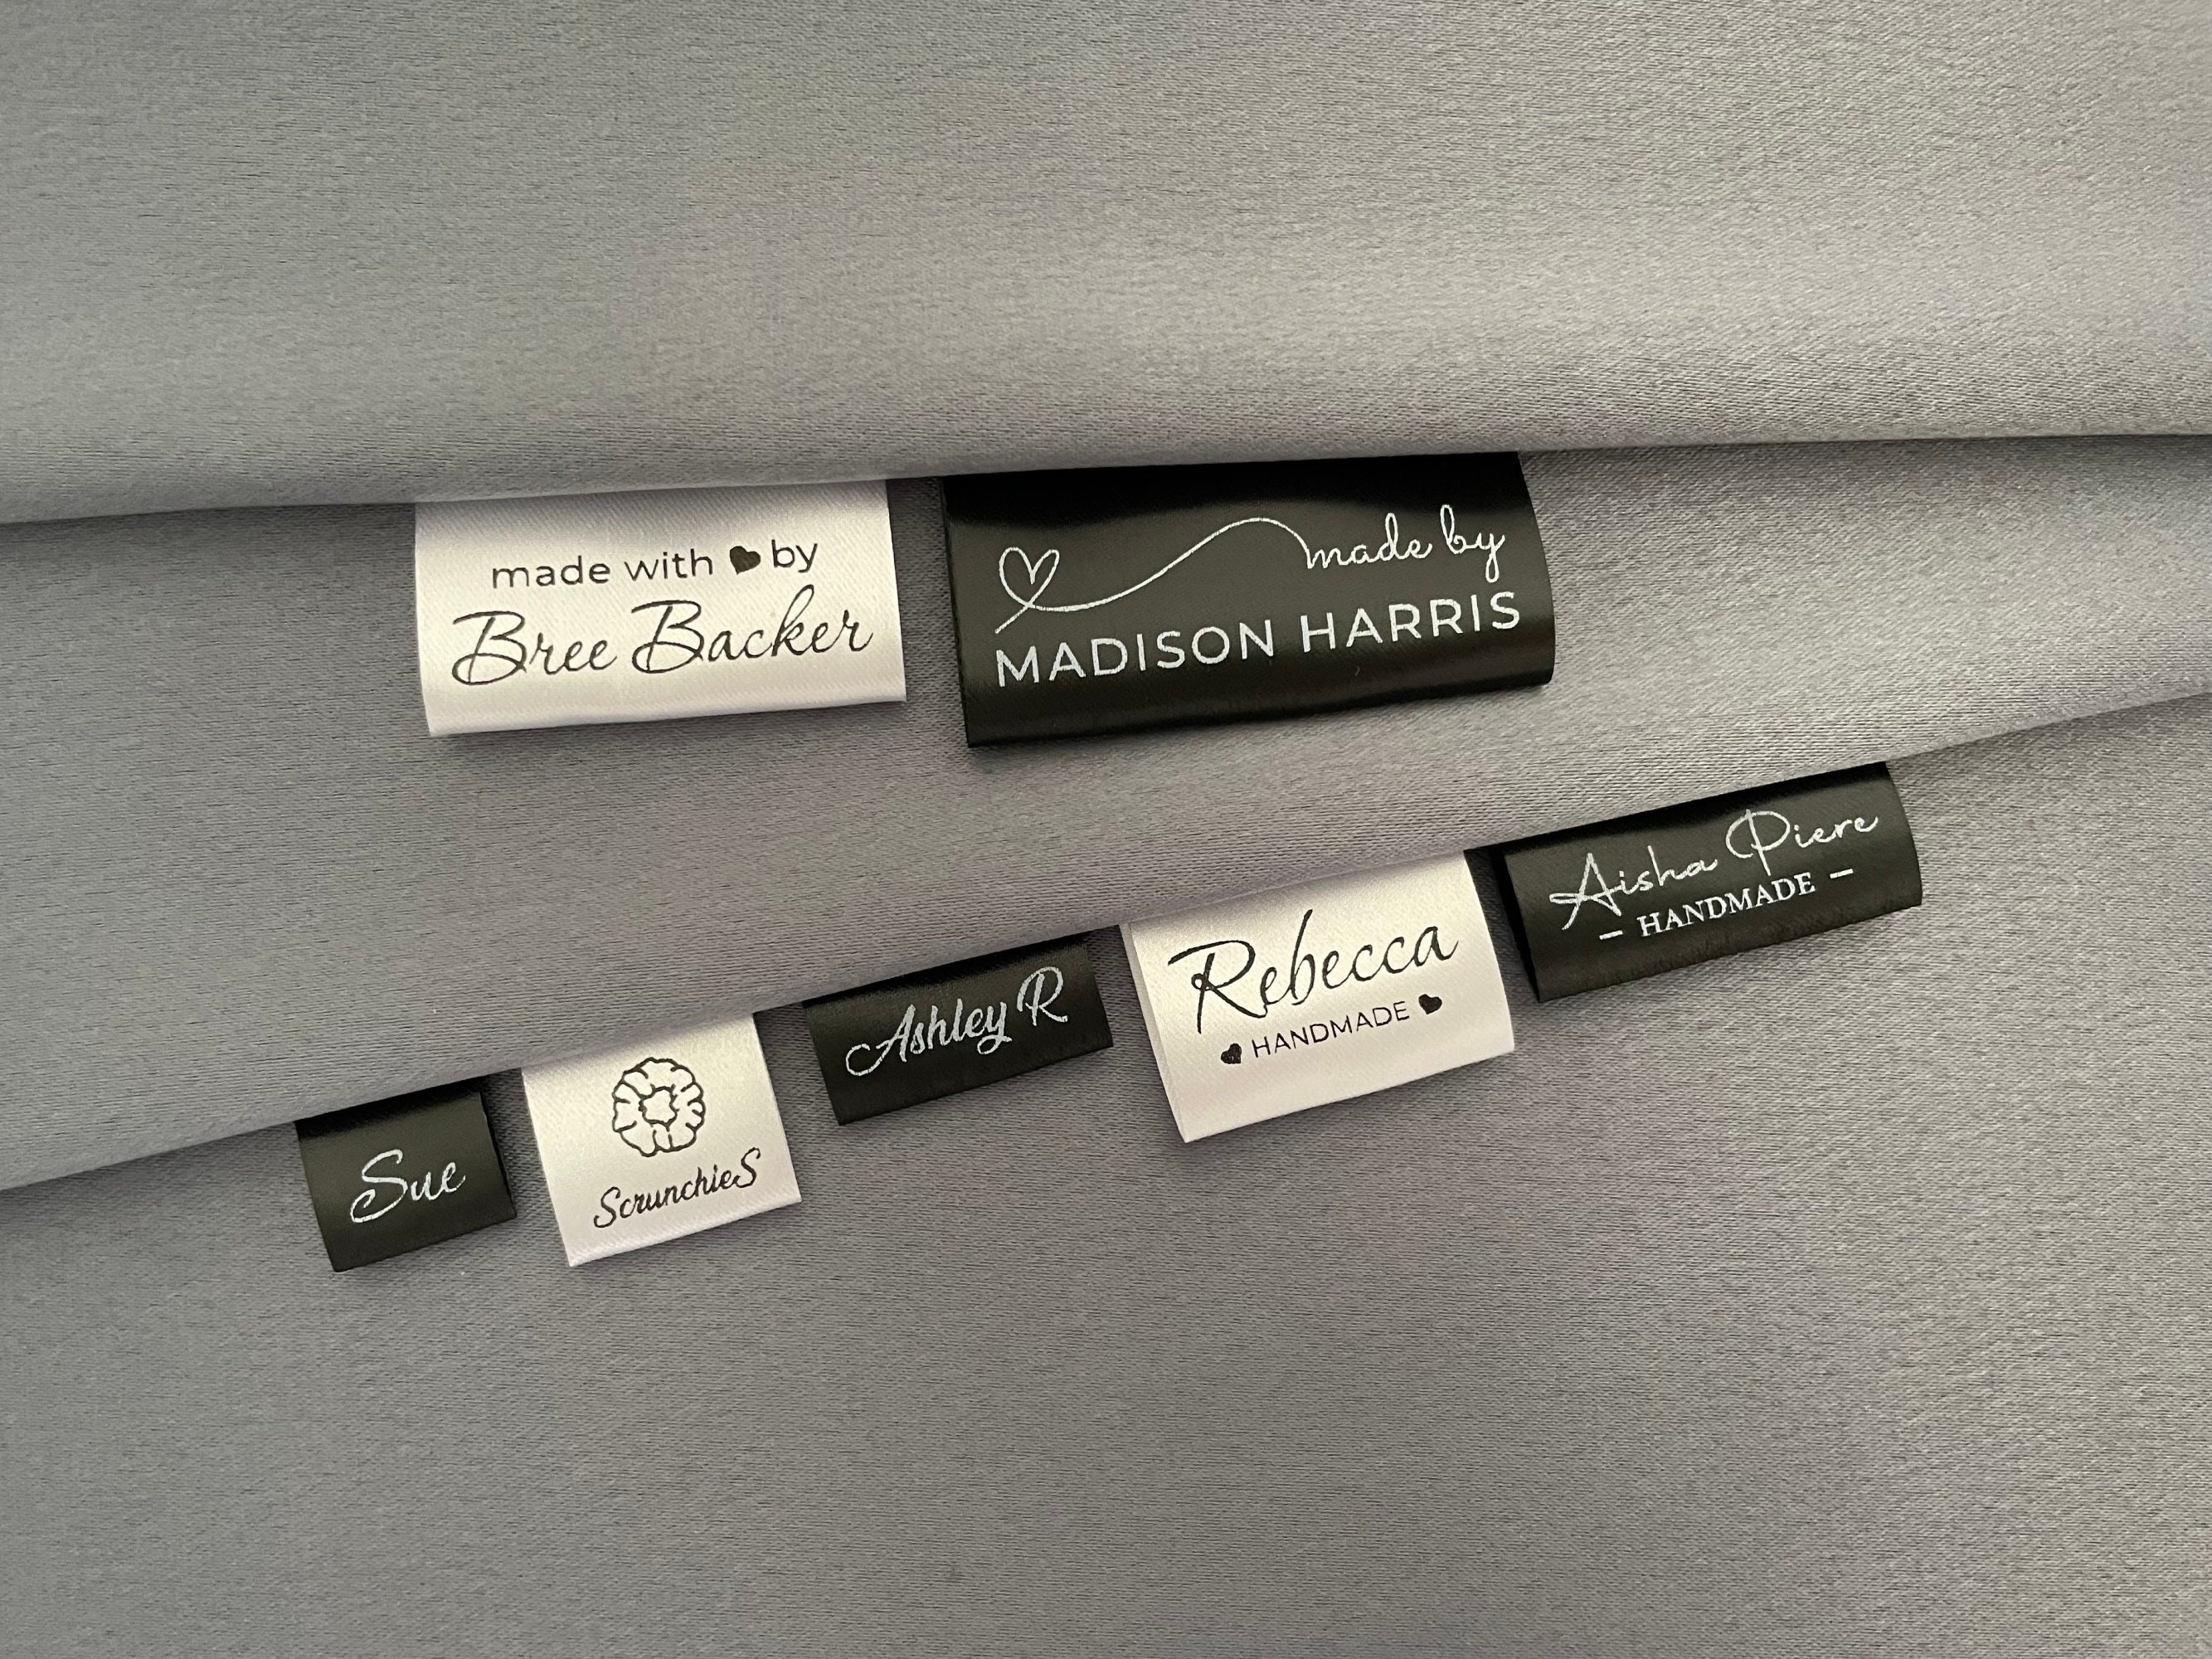 made with by
Bree Backer
made by
MADISON HARRIS
Sue
ScrunchieS
Ashley R
Rebecca
HANDMADE
Aisha Piere
- HANDMADE -